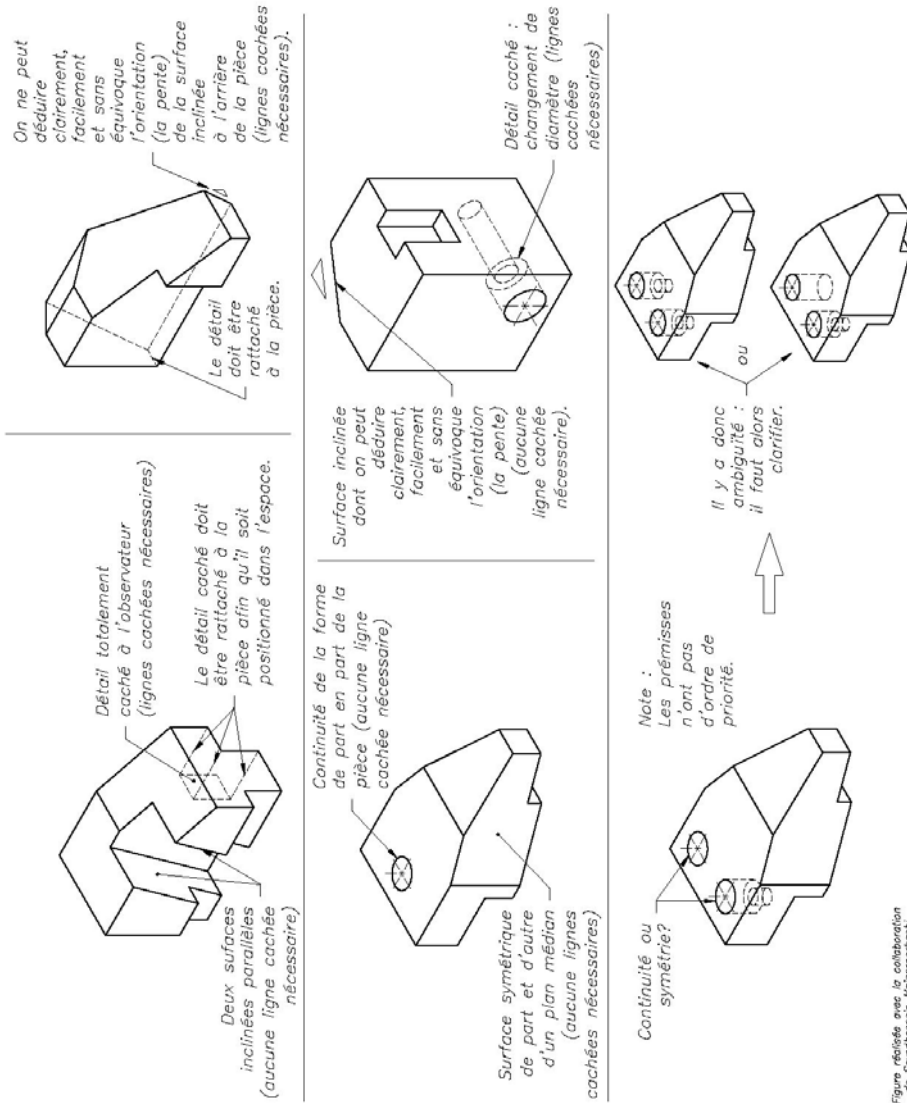 Détail totalement
caché à l'observateur
(lignes cachées nécessaires)
Le détail caché doit
être rattaché à la
pièce afin qu'il soit
positionné dans l'espace.
Deux sufaces
inclinées parallèles
(aucune ligne cachée
nécessaire)
On ne peut
déduire
clairement,
facilement
et sans
équivoque
l'orientation
(la pente)
de la surface
inclinée
à l'arrière
de la pièce
(lignes cachées
nécessaires).
Le détail
doit être
rattaché
à la pièce.
Continuité de la forme
de part en part de la
pièce (aucune ligne
cachée nécessaire)
Surface symétrique
de part et d'autre
d'un plan médian
(aucune lignes
cachées nécessaires)
Surface inclinée
dont on peut
déduire
clairement,
facilement
et sans
équivoque
l'orientation
(la pente)
(aucune
ligne cachée
nécessaire).
Détail caché :
changement de
diamètre (lignes
cachées
nécessaires)
Continuité ou
symétrie?
Note :
Les prémisses
n'ont pas
d'ordre de
priorité.
Il y a donc
ambiguïté :
il faut alors
clarifier.
ou
Figure réalisée avec la collaboration